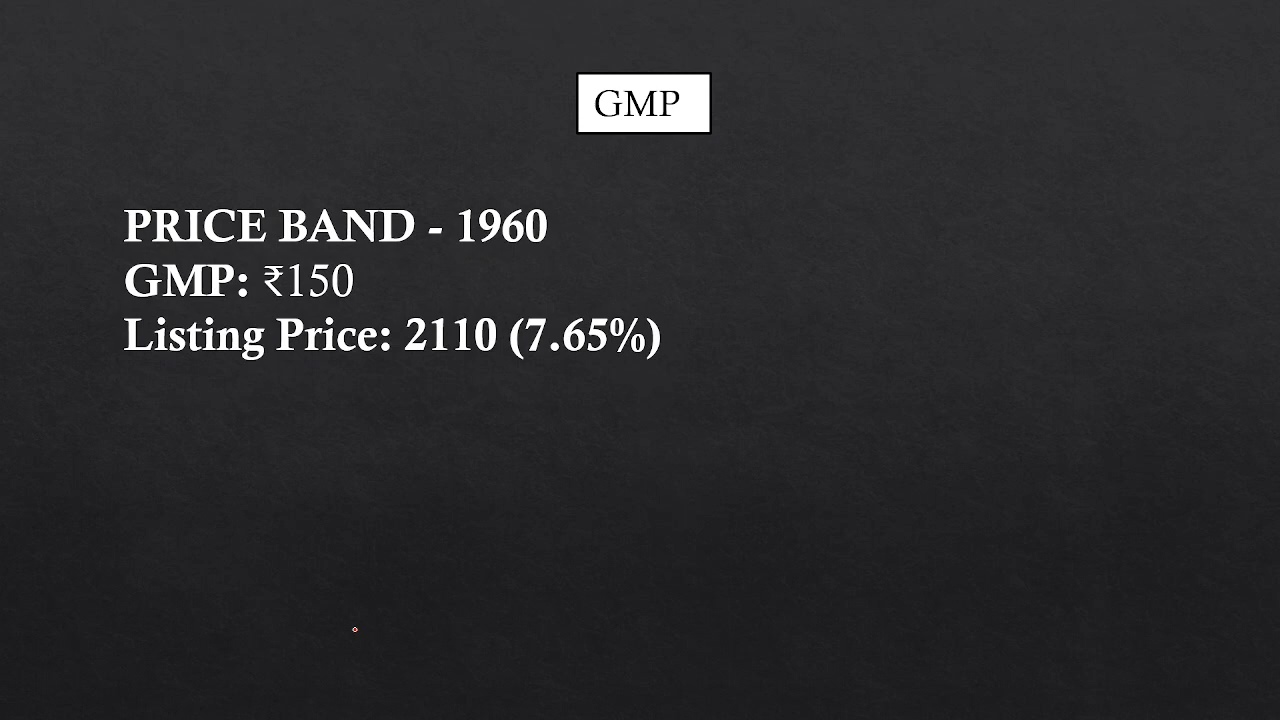 GMP
PRICE BAND - 1960
GMP: ₹150
Listing Price: 2110 (7.65%)